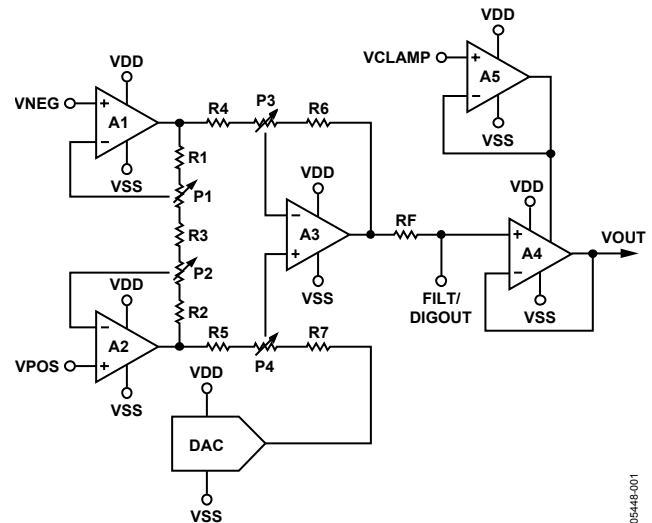 VDD
VDD
VCLAMP
+
A5
−
VSS
VNEG
+
A1
−
VSS
R4
P3
R6
R1
P1
R3
P2
R2
VDD
−
A3
+
VSS
RF
FILT/
DIGOUT
VDD
+
A4
−
VSS
VOUT
VDD
−
A2
+
VPOS
VSS
R5
P4
R7
VDD
DAC
VSS
05448-001